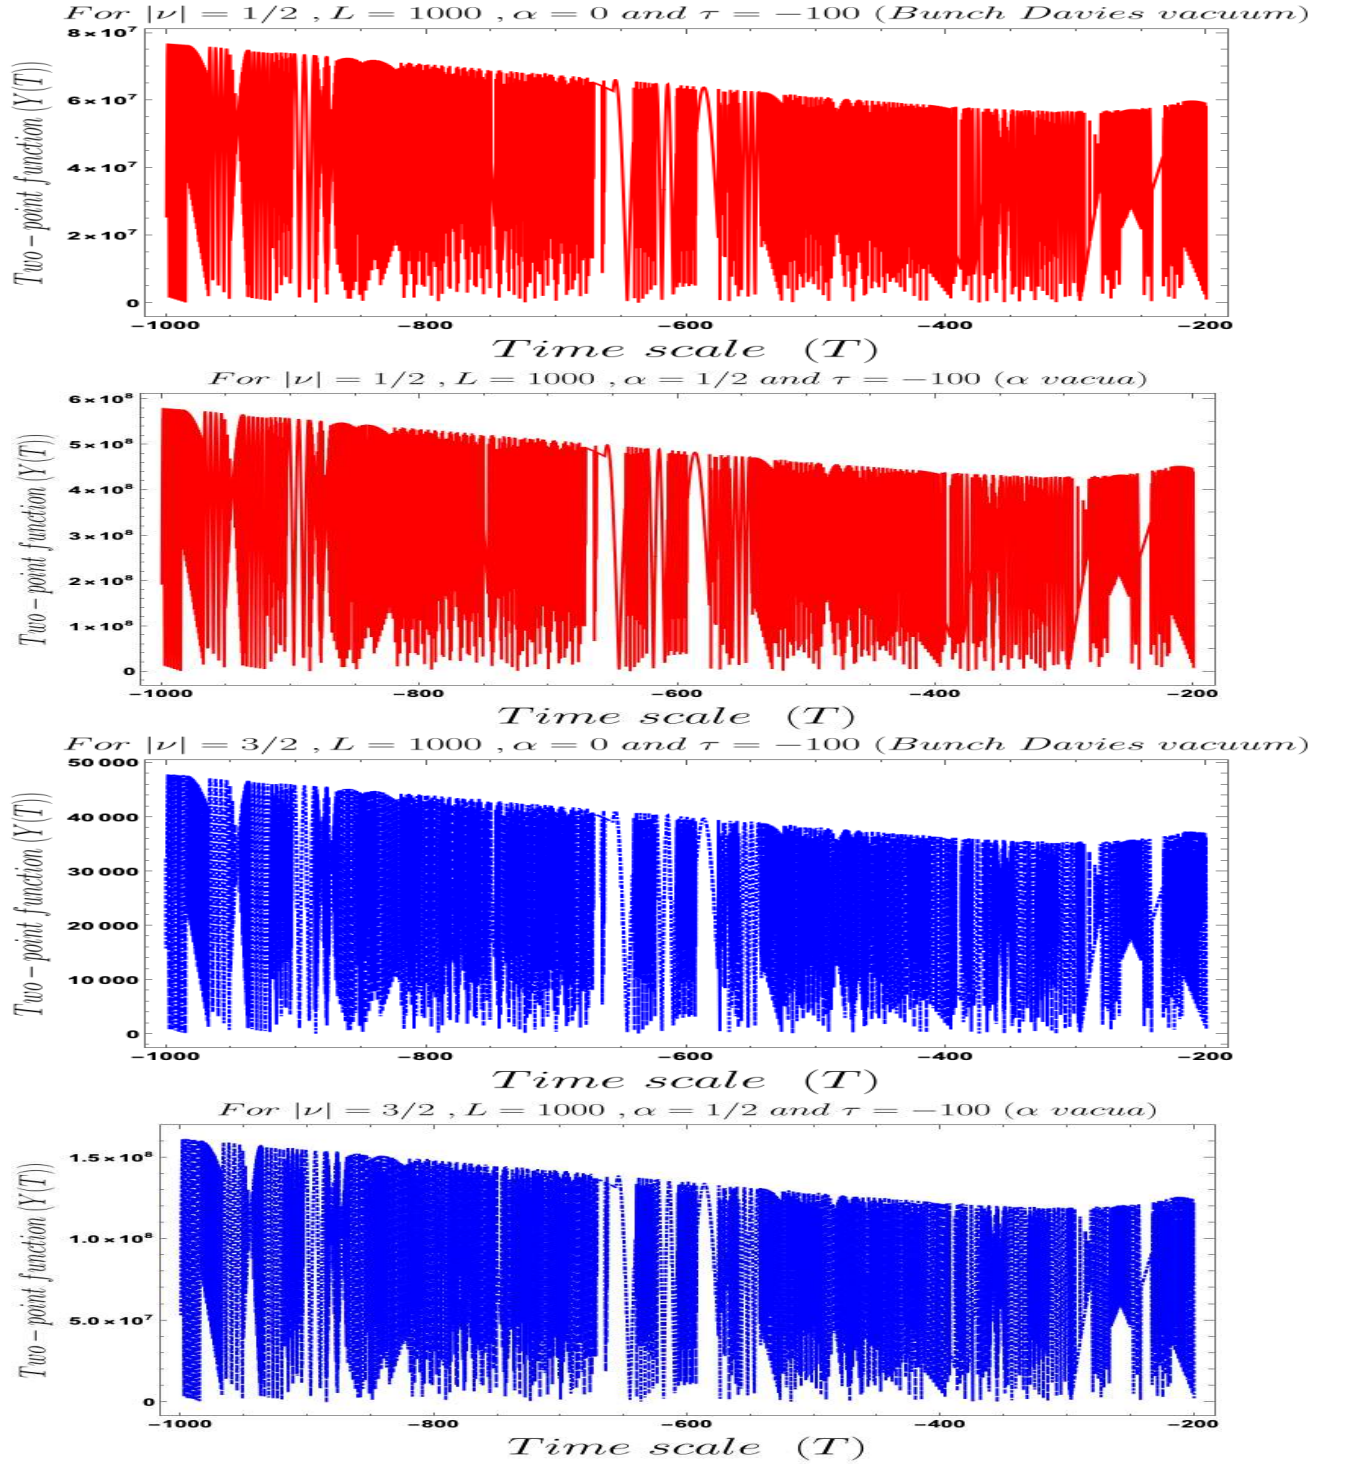 For |ν| = 1/2 , L = 1000 , α = 0 and τ = −100 (Bunch Davies vacuum)
8×10⁷
6×10⁷
4×10⁷
2×10⁷
0
Two−point function (Y(T))
−1000 −800 −600 −400 −200
Time scale (T)
For |ν| = 1/2 , L = 1000 , α = 1/2 and τ = −100 (α vacua)
6×10⁸
5×10⁸
4×10⁸
3×10⁸
2×10⁸
1×10⁸
0
Two−point function (Y(T))
−1000 −800 −600 −400 −200
Time scale (T)
For |ν| = 3/2 , L = 1000 , α = 0 and τ = −100 (Bunch Davies vacuum)
50 000
40 000
30 000
20 000
10 000
0
Two−point function (Y(T))
−1000 −800 −600 −400 −200
Time scale (T)
For |ν| = 3/2 , L = 1000 , α = 1/2 and τ = −100 (α vacua)
1.5×10⁸
1.0×10⁸
5.0×10⁷
0
Two−point function (Y(T))
−1000 −800 −600 −400 −200
Time scale (T)